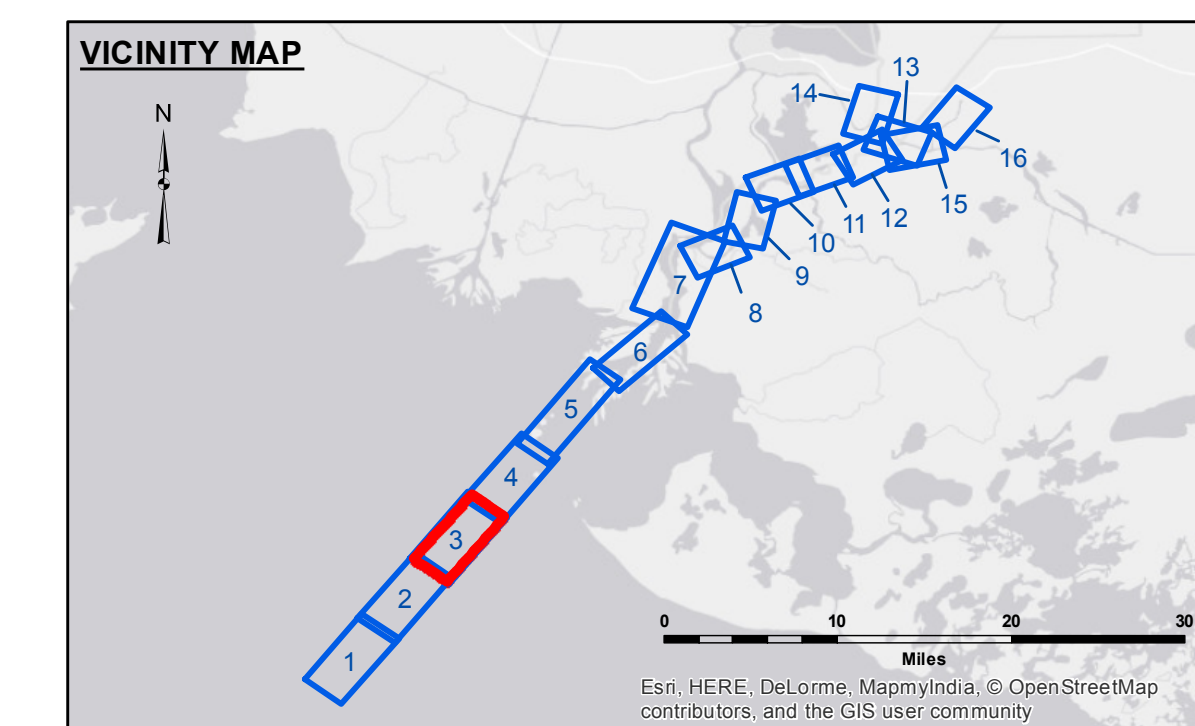 VICINITY MAP
N
13
14
16
15
12
11
10
9
8
7
6
5
4
3
2
1
0 10 20 30
Miles
Esri, HERE, DeLorme, MapmyIndia, © OpenStreetMap
contributors, and the GIS user community